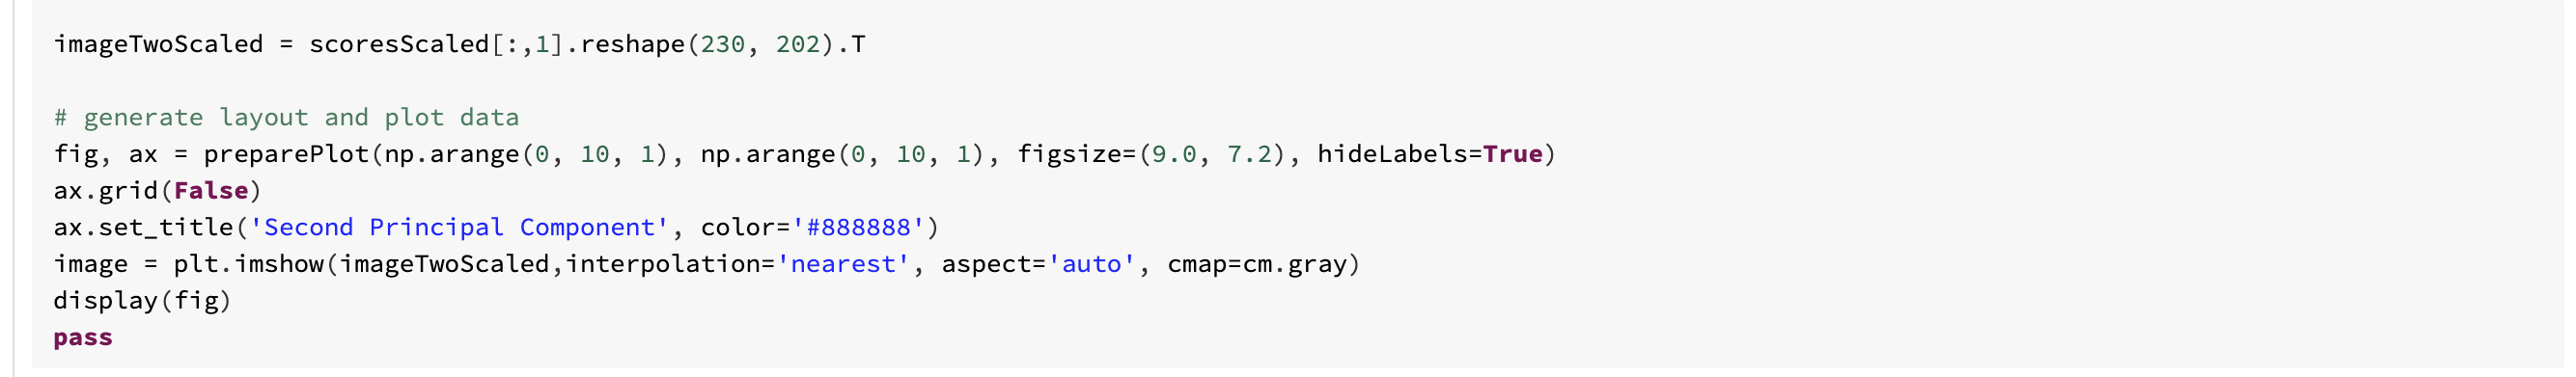 imageTwoScaled = scoresScaled[:,1].reshape(230, 202).T
# generate layout and plot data
fig, ax = preparePlot(np.arange(0, 10, 1), np.arange(0, 10, 1), figsize=(9.0, 7.2), hideLabels=True)
ax.grid(False)
ax.set_title('Second Principal Component', color='#888888')
image = plt.imshow(imageTwoScaled,interpolation='nearest', aspect='auto', cmap=cm.gray)
display(fig)
pass